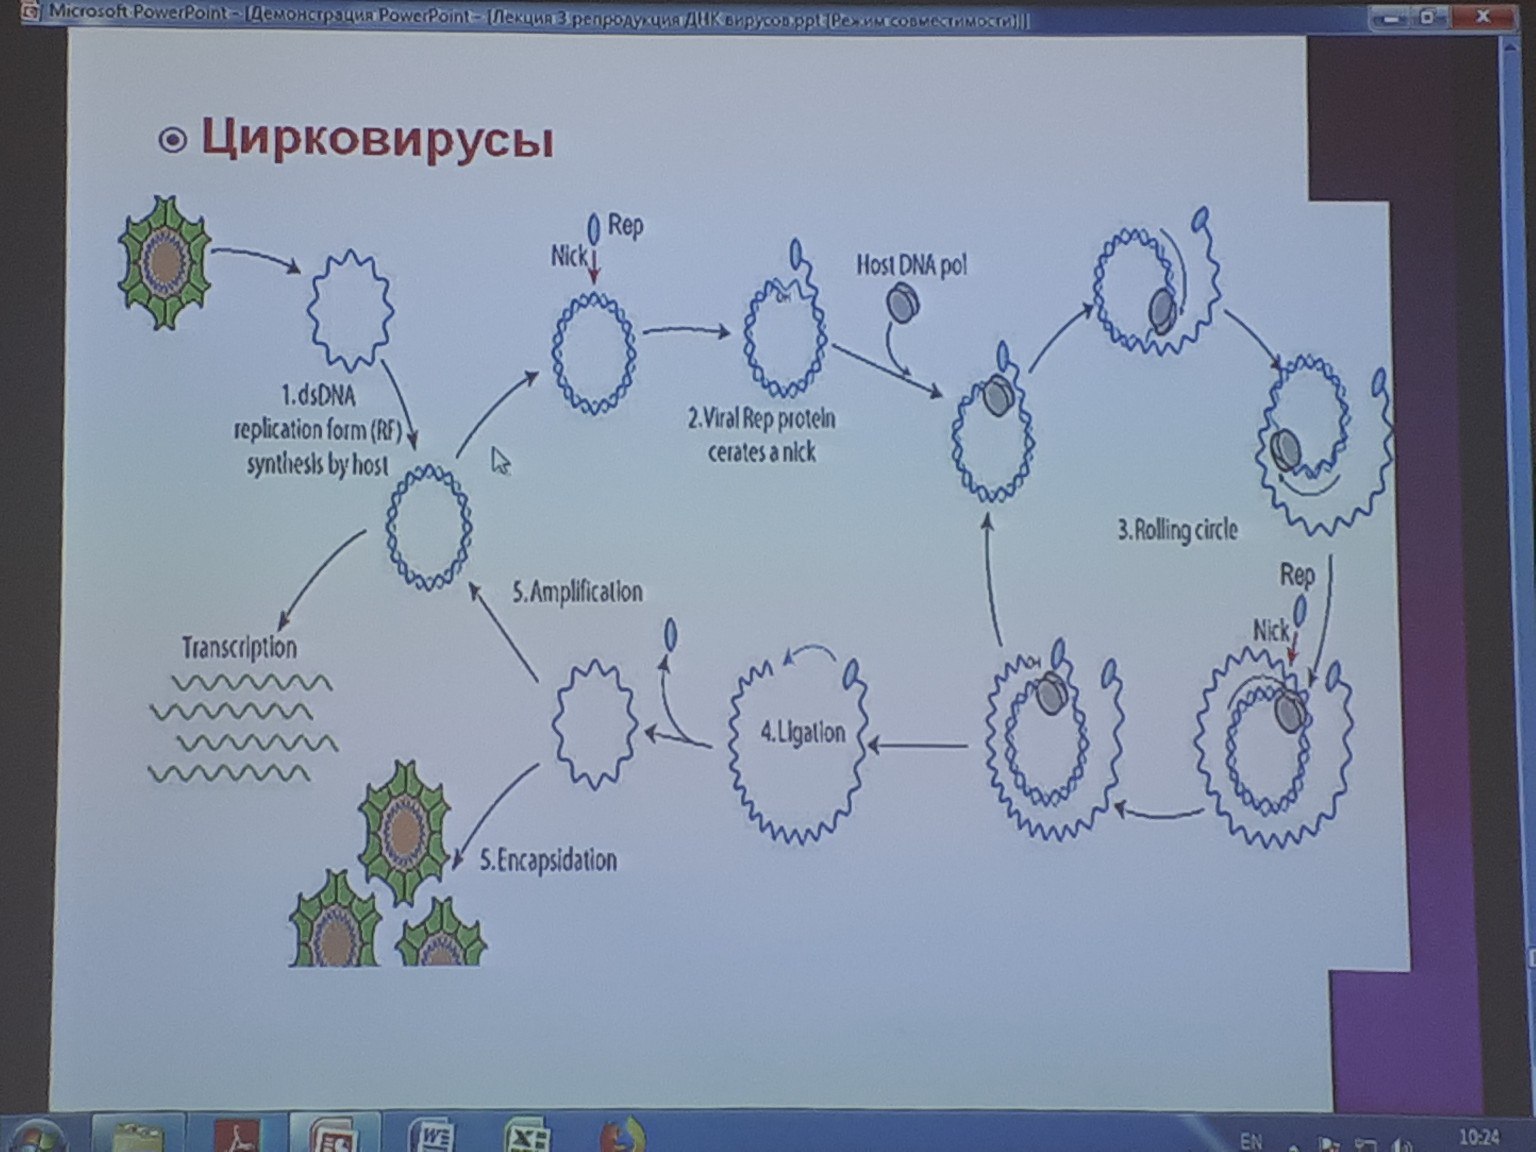 Microsoft PowerPoint - [Демонстрация PowerPoint - [Лекция 3 репродукция ДНК вирусов.ppt [Режим совместимости]]]
Цирковирусы
Rep
Nick
Host DNA pol
OH
1.dsDNA
replication form (RF)
synthesis by host
2.Viral Rep protein
cerates a nick
3.Rolling circle
Rep
Nick
5.Amplification
Transcription
OH
4.Ligation
5.Encapsidation
EN
10:24